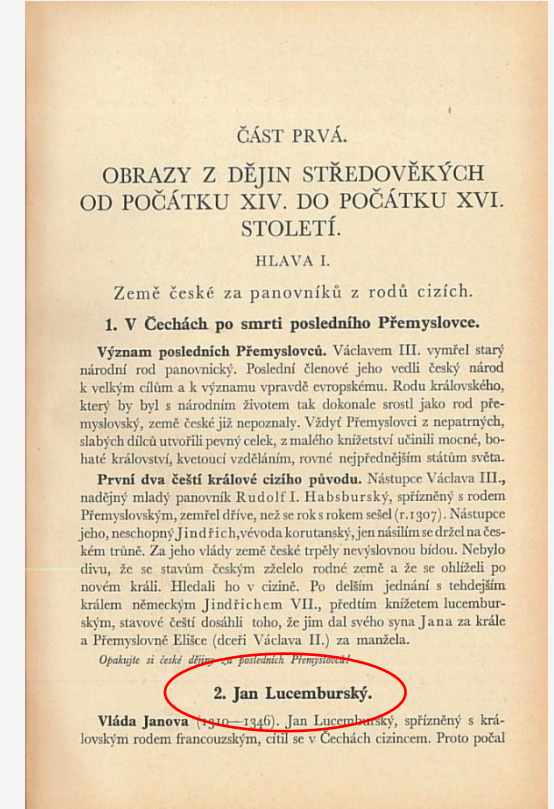 ČÁST PRVÁ.
OBRAZY Z DĚJIN STŘEDOVĚKÝCH
OD POČÁTKU XIV. DO POČÁTKU XVI.
STOLETÍ.
HLAVA I.
Země české za panovníků z rodů cizích.
1. V Čechách po smrti posledního Přemyslovce.
Význam posledních Přemyslovců. Václavem III. vymřel starý
národní rod panovnický. Poslední členové jeho vedli český národ
k velkým cílům a k významu vpravdě evropskému. Rodu královského,
který by byl s národním životem tak dokonale srostl jako rod pře-
myslovský, země české již nepoznaly. Vždyť Přemyslovci z nepatrných,
slabých dílců utvořili pevný celek, z malého knížetství učinili mocné, bo-
haté království, kvetoucí vzděláním, rovné nejpřednějším státům světa.
První dva čeští králové cizího původu. Nástupce Václava III.,
nadějný mladý panovník Rudolf I. Habsburský, spřízněný s rodem
Přemyslovským, zemřel dříve, než se rok s rokem sešel (r. 1307). Nástupce
jeho, neschopný Jindřich, vévoda korutanský, jen násilím se držel na čes-
kém trůně. Za jeho vlády země české trpěly nevýslovnou bídou. Nebylo
divu, že se stavům českým zželelo rodné země a že se ohlíželi po
novém králi. Hledali ho v cizině. Po delším jednání s tehdejším
králem německým Jindřichem VII., předtím knížetem lucembur-
ským, stavové čeští dosáhli toho, že jim dal svého syna Jana za krále
a Přemyslovně Elišce (dceři Václava II.) za manžela.
Opakujte si české dějiny za posledních Přemyslovců!
2. Jan Lucemburský.
Vláda Janova (1310—1346). Jan Lucemburský, spřízněný s krá-
lovským rodem francouzským, cítil se v Čechách cizincem. Proto počal